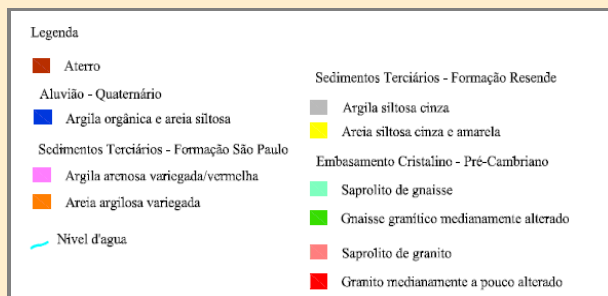 Legenda
Aterro
Aluvião - Quaternário
Argila orgânica e areia siltosa
Sedimentos Terciários - Formação São Paulo
Argila arenosa variegada/vermelha
Areia argilosa variegada
Nível d'agua
Sedimentos Terciários - Formação Resende
Argila siltosa cinza
Areia siltosa cinza e amarela
Embasamento Cristalino - Pré-Cambriano
Saprolito de gnaisse
Gnaisse granítico medianamente alterado
Saprolito de granito
Granito medianamente a pouco alterado